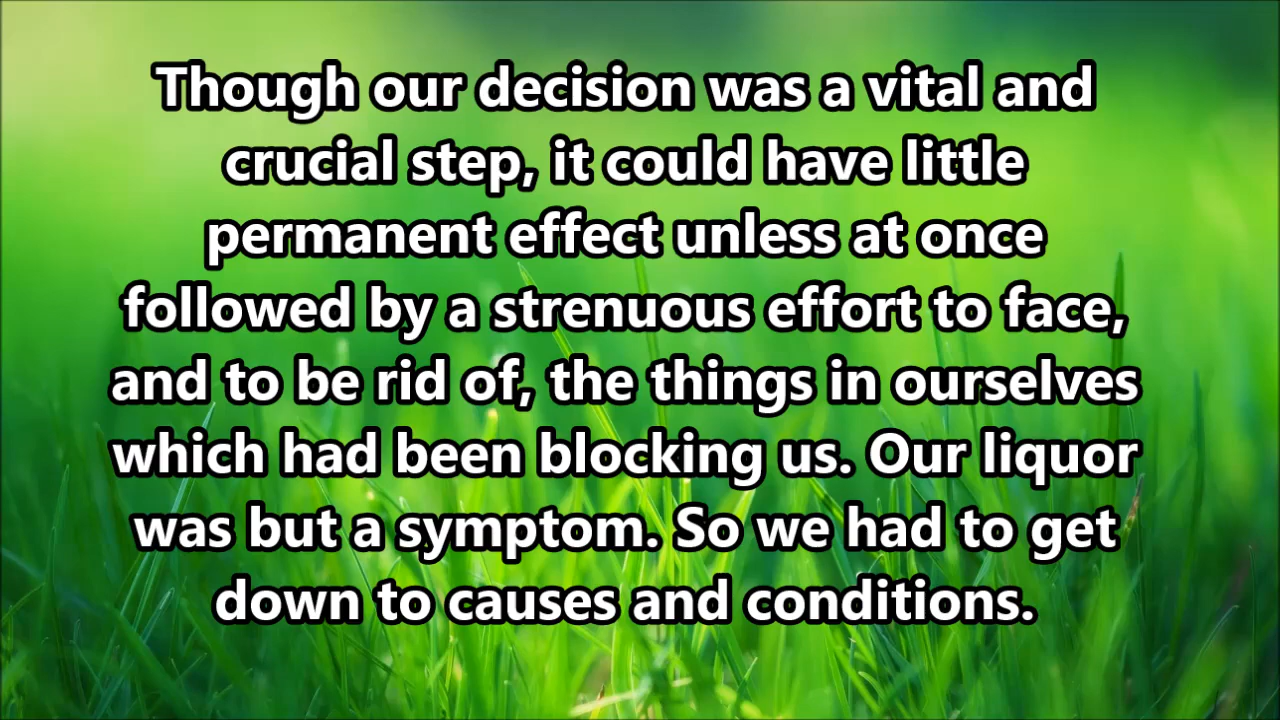 Though our decision was a vital and
crucial step, it could have little
permanent effect unless at once
followed by a strenuous effort to face,
and to be rid of, the things in ourselves
which had been blocking us. Our liquor
was but a symptom. So we had to get
down to causes and conditions.